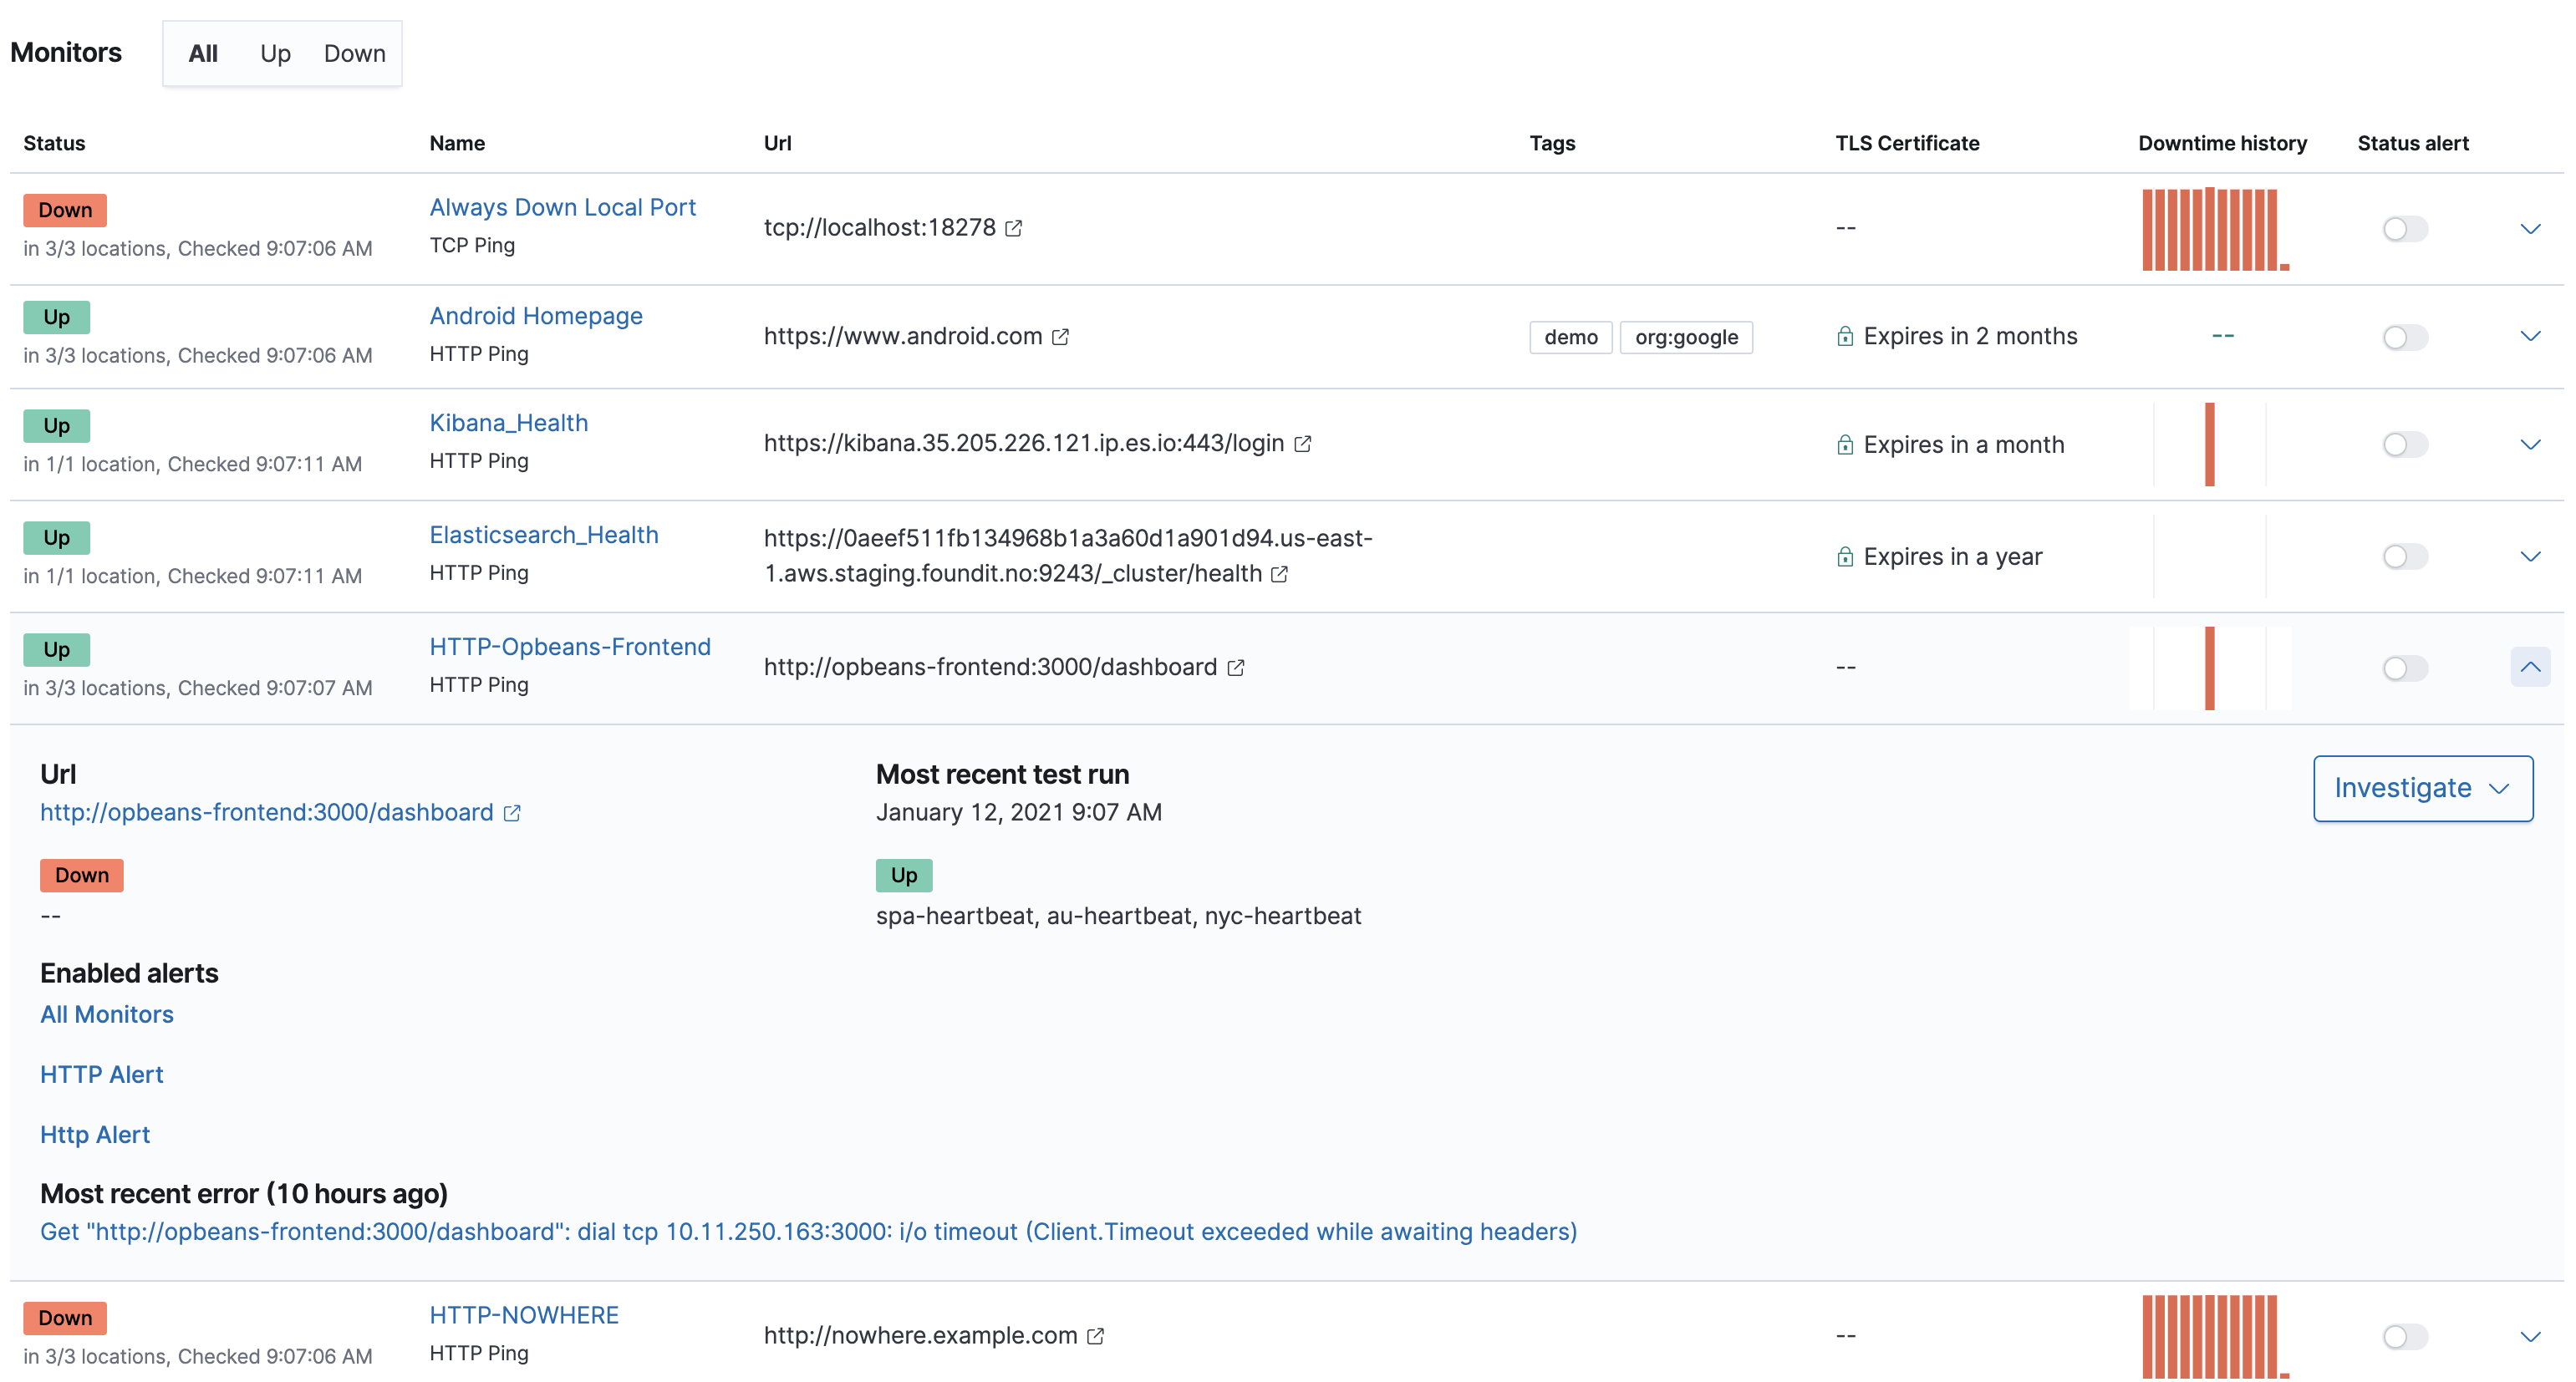 Monitors All Up Down
Status Name Url Tags TLS Certificate Downtime history Status alert
Down Always Down Local Port tcp://localhost:18278 --
in 3/3 locations, Checked 9:07:06 AM TCP Ping
Up Android Homepage https://www.android.com demo org:google Expires in 2 months --
in 3/3 locations, Checked 9:07:06 AM HTTP Ping
Up Kibana_Health https://kibana.35.205.226.121.ip.es.io:443/login Expires in a month
in 1/1 location, Checked 9:07:11 AM HTTP Ping
Up Elasticsearch_Health https://0aeef511fb134968b1a3a60d1a901d94.us-east-
1.aws.staging.foundit.no:9243/_cluster/health Expires in a year
in 1/1 location, Checked 9:07:11 AM HTTP Ping
Up HTTP-Opbeans-Frontend http://opbeans-frontend:3000/dashboard --
in 3/3 locations, Checked 9:07:07 AM HTTP Ping
Url Most recent test run Investigate
http://opbeans-frontend:3000/dashboard January 12, 2021 9:07 AM
Down Up
-- spa-heartbeat, au-heartbeat, nyc-heartbeat
Enabled alerts
All Monitors
HTTP Alert
Http Alert
Most recent error (10 hours ago)
Get "http://opbeans-frontend:3000/dashboard": dial tcp 10.11.250.163:3000: i/o timeout (Client.Timeout exceeded while awaiting headers)
Down HTTP-NOWHERE http://nowhere.example.com --
in 3/3 locations, Checked 9:07:06 AM HTTP Ping